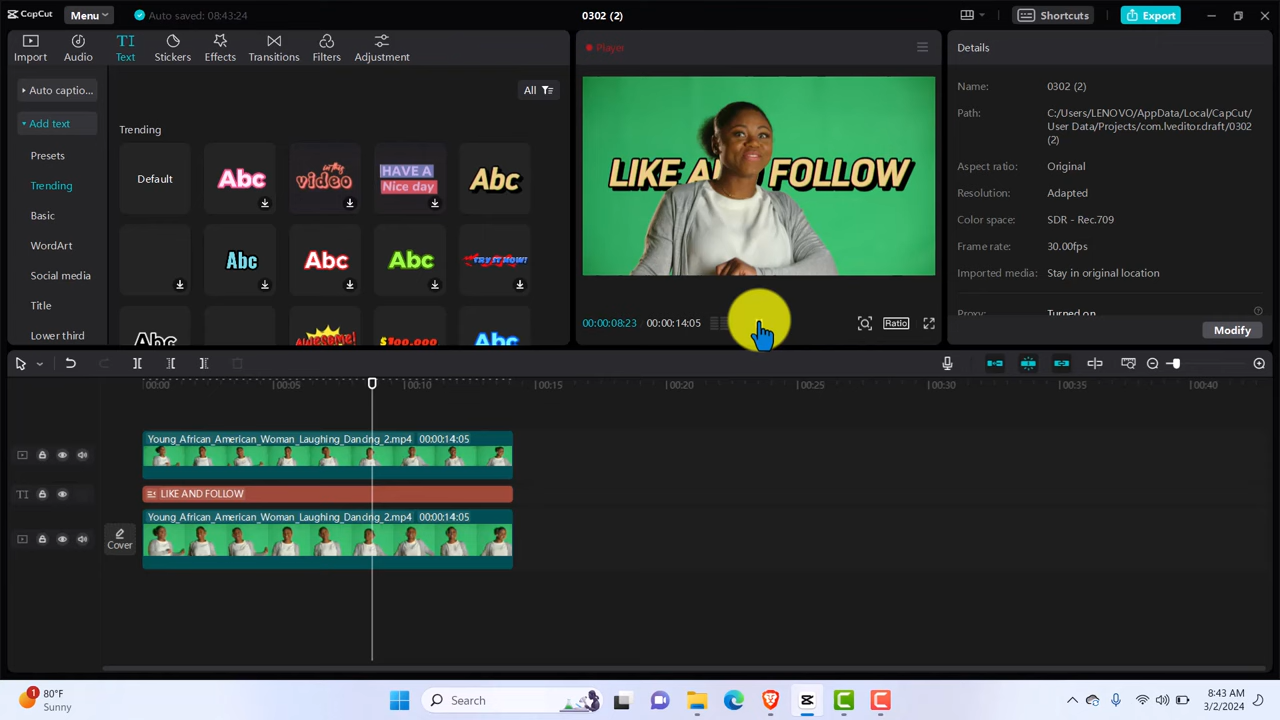 CapCut
Menu
Auto saved: 08:43:24
0302 (2)
Shortcuts
Export
Import
Audio
Text
Stickers
Effects
Transitions
Filters
Adjustment
Player
Details
Auto captio...
Add text
All
Presets
Trending
Basic
WordArt
Social media
Title
Lower third
Trending
Default
Abc
video
HAVE A
Nice day
Abc
Abc
Abc
Abc
TRY IT NOW!
Abc
AWESOME!
$100,000
Abc
LIKE AND FOLLOW
00:00:08:23
00:00:14:05
Ratio
Name:
0302 (2)
Path:
C:/Users/LENOVO/AppData/Local/CapCut/
User Data/Projects/com.lveditor.draft/0302
(2)
Aspect ratio:
Original
Resolution:
Adapted
Color space:
SDR - Rec.709
Frame rate:
30.00fps
Imported media:
Stay in original location
Proxy:
Turned on
Modify
00:00
00:05
00:10
00:15
00:20
00:25
00:30
00:35
00:40
Young_African_American_Woman_Laughing_Dancing_2.mp4 00:00:14:05
TI
LIKE AND FOLLOW
Cover
Young_African_American_Woman_Laughing_Dancing_2.mp4 00:00:14:05
1
80°F
Sunny
Search
8:43 AM
3/2/2024